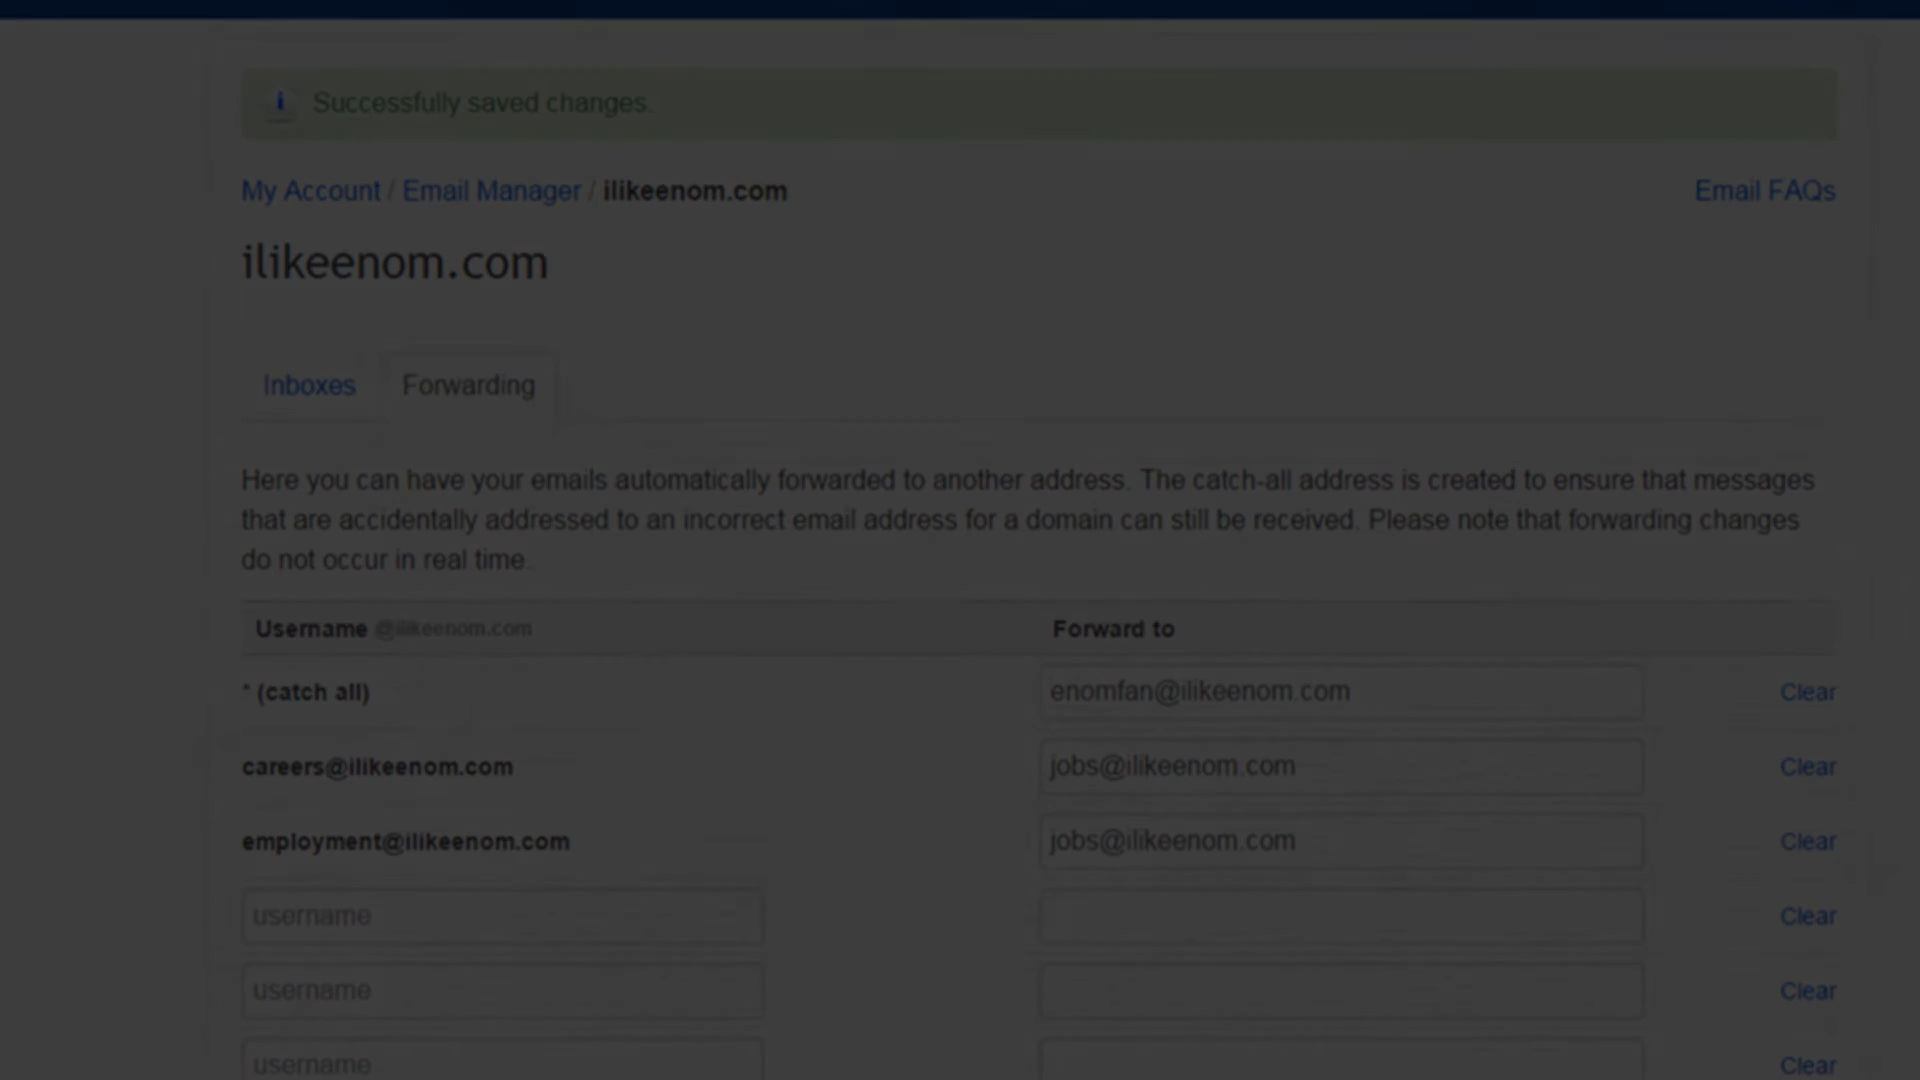 Successfully saved changes.
My Account / Email Manager / ilikeenom.com
Email FAQs
ilikeenom.com
Inboxes
Forwarding
Here you can have your emails automatically forwarded to another address. The catch-all address is created to ensure that messages
that are accidentally addressed to an incorrect email address for a domain can still be received. Please note that forwarding changes
do not occur in real time.
Username @ilikeenom.com
Forward to
* (catch all)
enomfan@ilikeenom.com
Clear
careers@ilikeenom.com
jobs@ilikeenom.com
Clear
employment@ilikeenom.com
jobs@ilikeenom.com
Clear
username
Clear
username
Clear
username
Clear